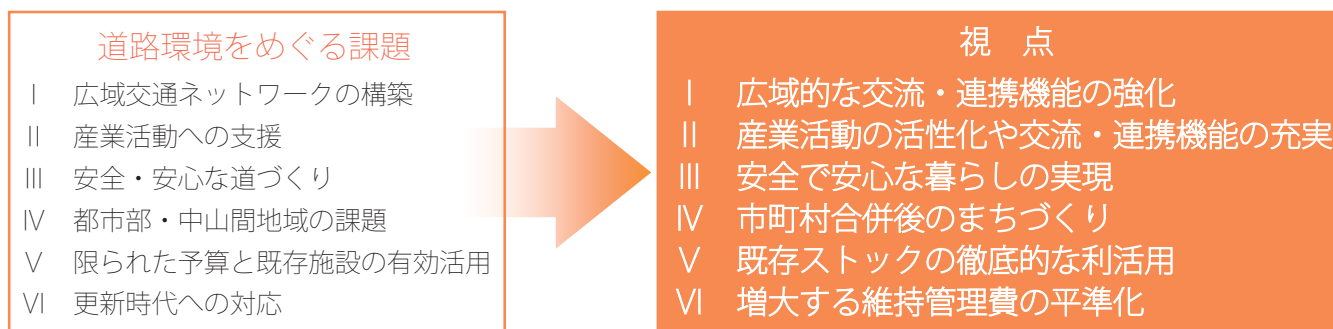 道路環境をめぐる課題
Ⅰ 広域交通ネットワークの構築
Ⅱ 産業活動への支援
Ⅲ 安全・安心な道づくり
Ⅳ 都市部・中山間地域の課題
Ⅴ 限られた予算と既存施設の有効活用
Ⅵ 更新時代への対応
視 点
Ⅰ 広域的な交流・連携機能の強化
Ⅱ 産業活動の活性化や交流・連携機能の充実
Ⅲ 安全で安心な暮らしの実現
Ⅳ 市町村合併後のまちづくり
Ⅴ 既存ストックの徹底的な利活用
Ⅵ 増大する維持管理費の平準化